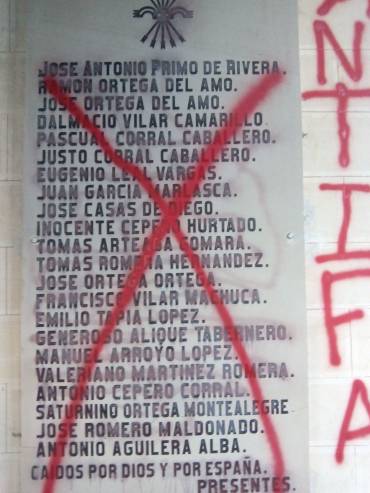 JOSE ANTONIO PRIMO DE RIVERA.
RAMON ORTEGA DEL AMO.
JOSE ORTEGA DEL AMO.
DALMACIO VILAR CAMARILLO
PASCUAL CORRAL CABALLERO.
JUSTO CORRAL CABALLERO.
EUGENIO LEAL VARGAS.
JUAN GARCIA MARLASCA.
JOSE CASAS DE DIEGO.
INOCENTE CEPERO HURTADO.
TOMAS ARTEAGA GOMARA.
TOMAS ROMERA HERNANDEZ.
JOSE ORTEGA ORTEGA.
FRANCISCO VILAR MACHUCA.
EMILIO TAPIA LOPEZ.
GENEROSO ALIQUE TABERNERO.
MANUEL ARROYO LOPEZ.
VALERIANO MARTINEZ ROMERA.
ANTONIO CEPERO CORRAL.
SATURNINO ORTEGA MONTEALEGRE
JOSE ROMERO MALDONADO.
ANTONIO AGUILERA ALBA.
CAIDOS POR DIOS Y POR ESPAÑA.
PRESENTES.
ANTIFA